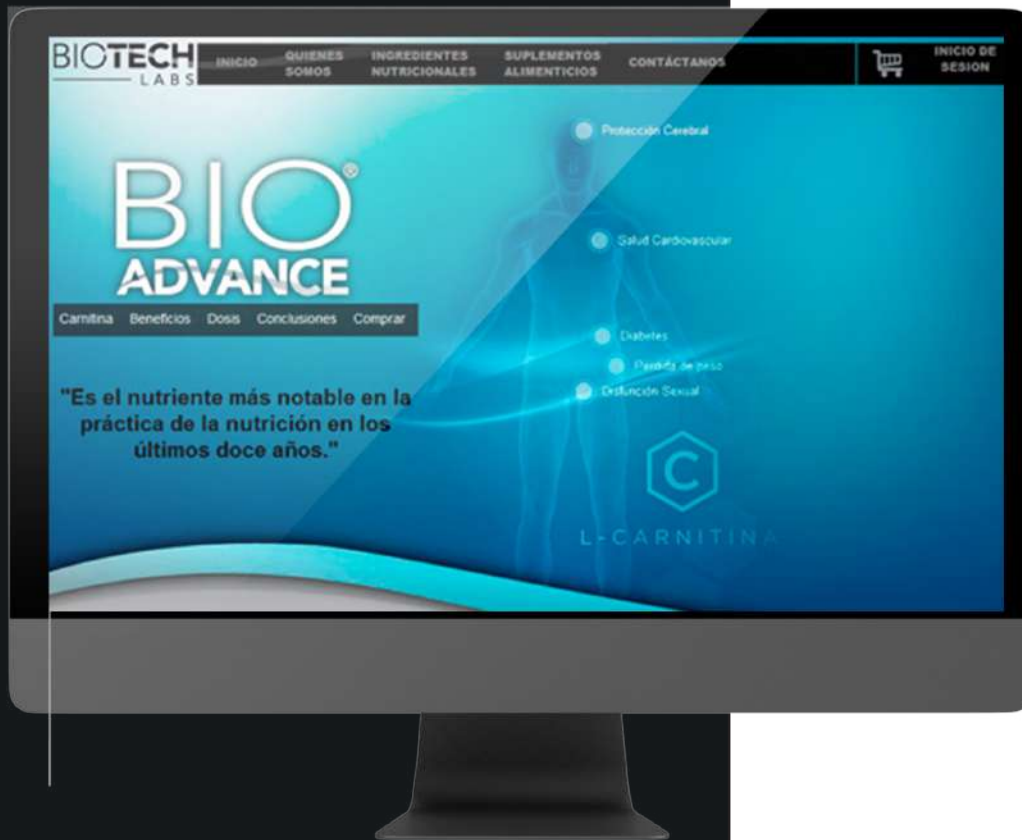 BIOTECH
LABS
INICIO
QUIENES
SOMOS
INGREDIENTES
NUTRICIONALES
SUPLEMENTOS
ALIMENTICIOS
CONTÁCTANOS
INICIO DE
SESION
BIO®
ADVANCE
Carnitina Beneficios Dosis Conclusiones Comprar
"Es el nutriente más notable en la
práctica de la nutrición en los
últimos doce años."
Protección Cerebral
Salud Cardiovascular
Diabetes
Perdida de peso
Disfunción Sexual
C
L-CARNITINA